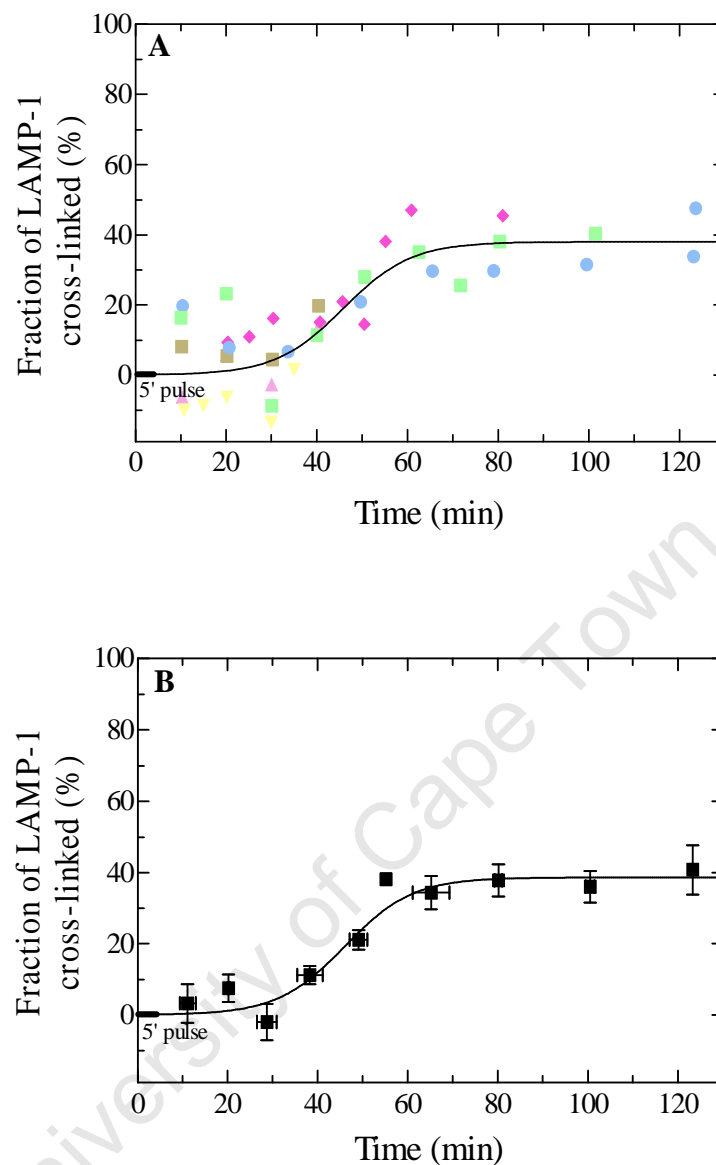 A
100
80
60
40
20
0
Fraction of LAMP-1
cross-linked (%)
5' pulse
0 20 40 60 80 100 120
Time (min)
B
100
80
60
40
20
0
Fraction of LAMP-1
cross-linked (%)
5' pulse
0 20 40 60 80 100 120
Time (min)
niversity of Cape Town